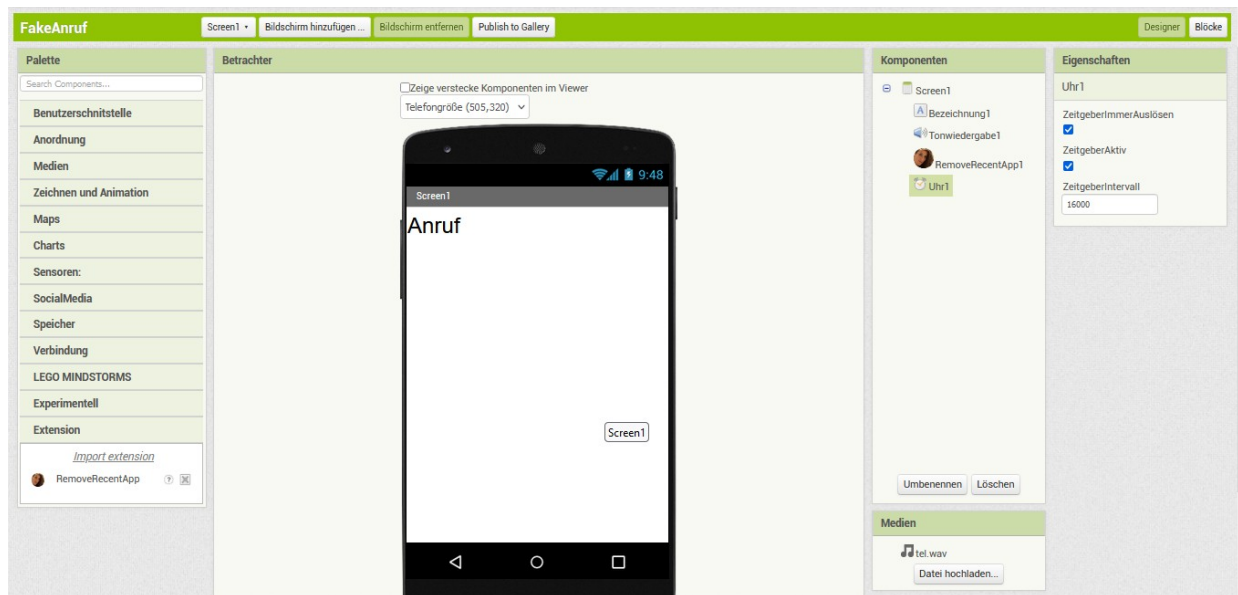 FakeAnruf
Screen1
Bildschirm hinzufügen ...
Bildschirm entfernen
Publish to Gallery
Designer
Blöcke
Palette
Search Components...
Benutzerschnitstelle
Anordnung
Medien
Zeichnen und Animation
Maps
Charts
Sensoren:
SocialMedia
Speicher
Verbindung
LEGO MINDSTORMS
Experimentell
Extension
Import extension
RemoveRecentApp
?
Betrachter
Zeige verstecke Komponenten im Viewer
Telefongröße (505,320)
9:48
Screen1
Anruf
Screen1
Komponenten
Screen1
A Bezeichnung1
Tonwiedergabe1
RemoveRecentApp1
Uhr1
Umbenennen
Löschen
Medien
tel.wav
Datei hochladen...
Eigenschaften
Uhr1
ZeitgeberImmerAuslösen
ZeitgeberAktiv
ZeitgeberIntervall
16000